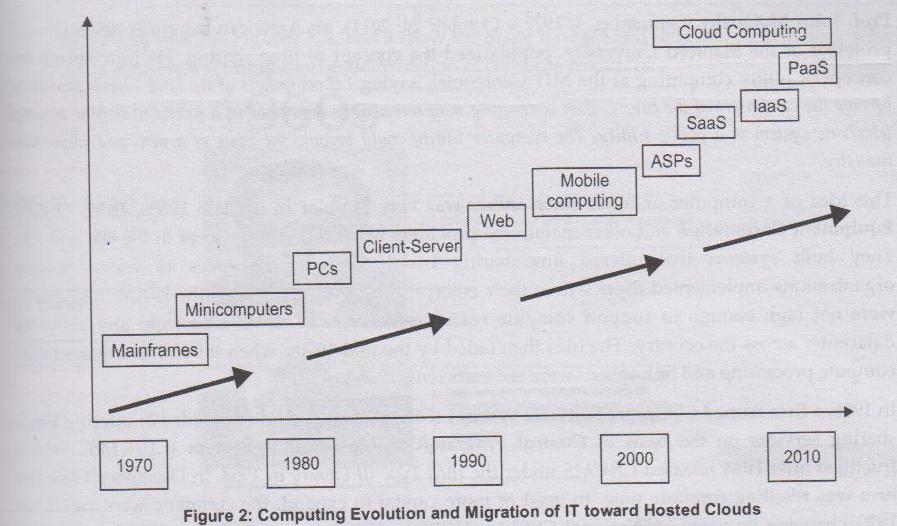 Cloud Computing
PaaS
IaaS
SaaS
ASPs
Mobile
computing
Web
Client-Server
PCs
Minicomputers
Mainframes
1970
1980
1990
2000
2010
Figure 2: Computing Evolution and Migration of IT toward Hosted Clouds